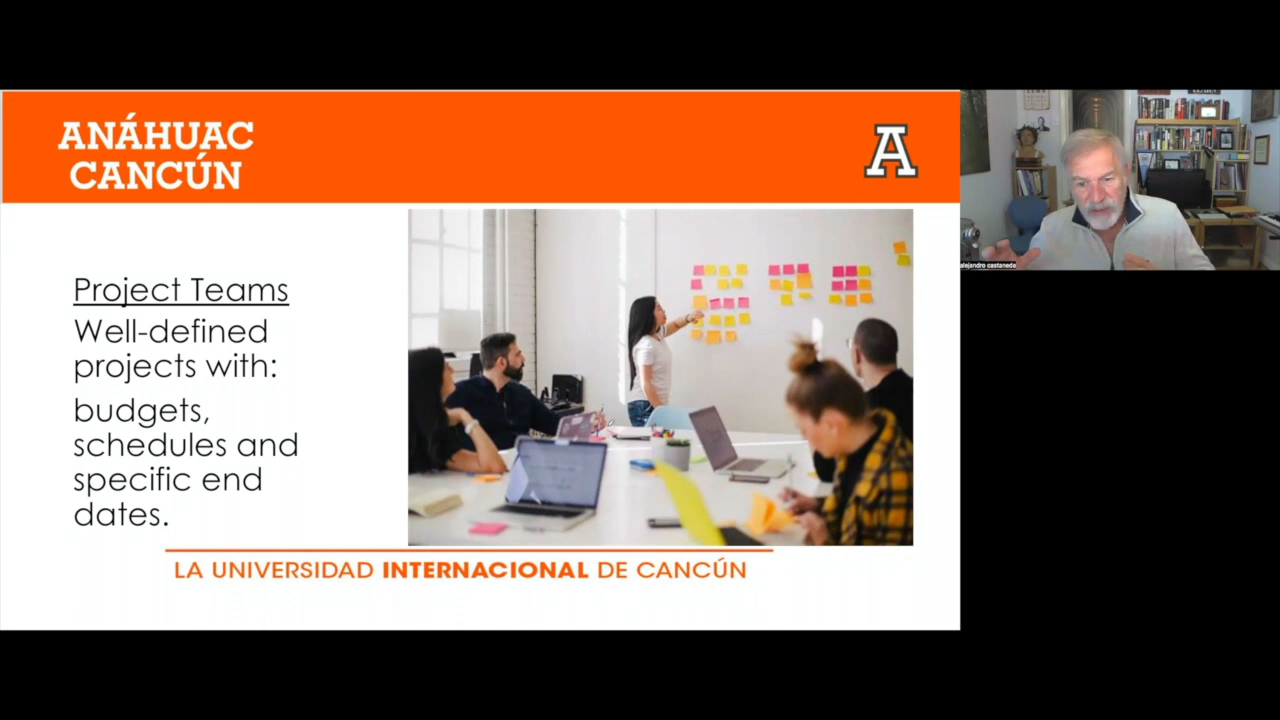 ANÁHUAC
CANCÚN
A
Project Teams
Well-defined
projects with:
budgets,
schedules and
specific end
dates.
LA UNIVERSIDAD INTERNACIONAL DE CANCÚN
alejandro castaneda